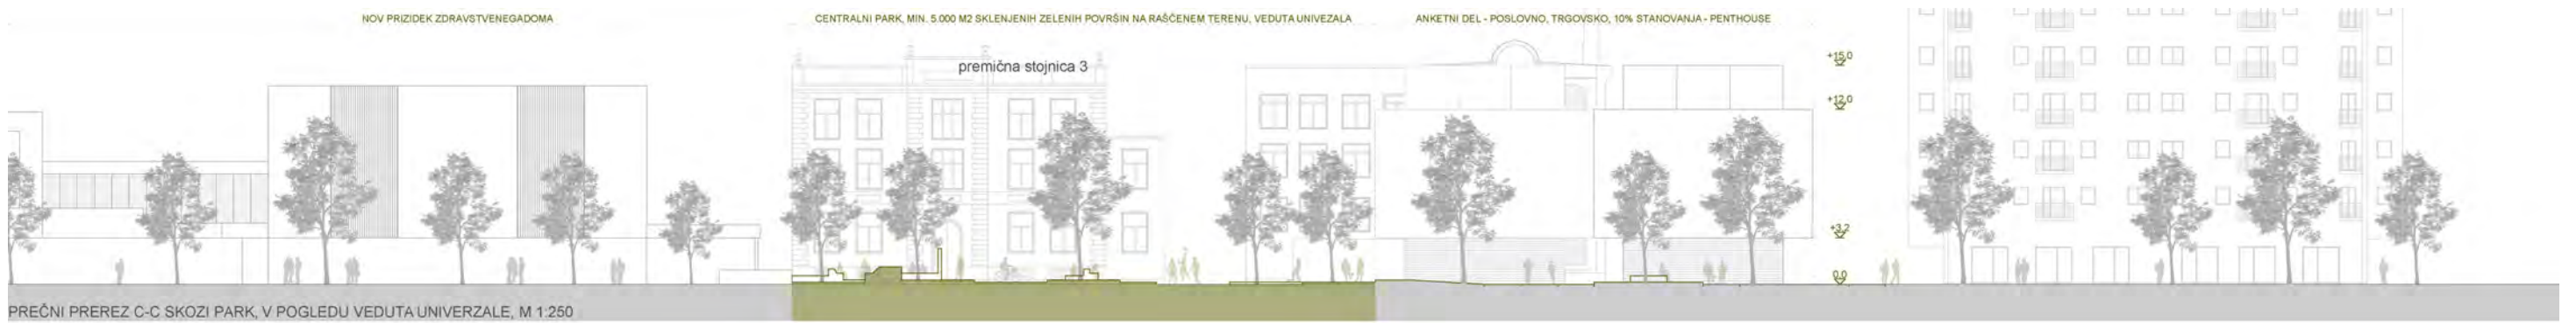 NOV PRIZIDEK ZDRAVSTVENEGADOMA
CENTRALNI PARK, MIN. 5.000 M2 SKLENJENIH ZELENIH POVRŠIN NA RAŠČENEM TERENU, VEDUTA UNIVEZALA
ANKETNI DEL - POSLOVNO, TRGOVSKO, 10% STANOVANJA - PENTHOUSE
premična stojnica 3
+15,0
+12,0
+3,2
0,0
PREČNI PREREZ C-C SKOZI PARK, V POGLEDU VEDUTA UNIVERZALE, M 1:250